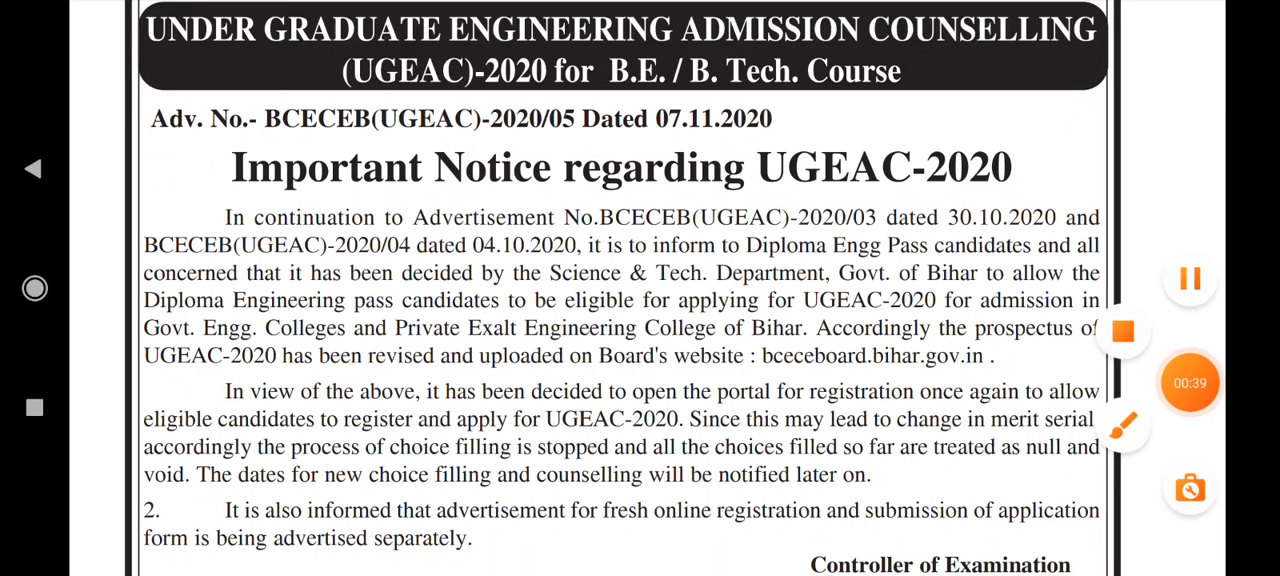 UNDER GRADUATE ENGINEERING ADMISSION COUNSELLING
(UGEAC)-2020 for B.E. / B. Tech. Course
Adv. No.- BCECEB(UGEAC)-2020/05 Dated 07.11.2020
Important Notice regarding UGEAC-2020
In continuation to Advertisement No.BCECEB(UGEAC)-2020/03 dated 30.10.2020 and
BCECEB(UGEAC)-2020/04 dated 04.10.2020, it is to inform to Diploma Engg Pass candidates and all
concerned that it has been decided by the Science & Tech. Department, Govt. of Bihar to allow the
Diploma Engineering pass candidates to be eligible for applying for UGEAC-2020 for admission in
Govt. Engg. Colleges and Private Exalt Engineering College of Bihar. Accordingly the prospectus of
UGEAC-2020 has been revised and uploaded on Board's website : bceceboard.bihar.gov.in .
In view of the above, it has been decided to open the portal for registration once again to allow
eligible candidates to register and apply for UGEAC-2020. Since this may lead to change in merit serial
accordingly the process of choice filling is stopped and all the choices filled so far are treated as null and
void. The dates for new choice filling and counselling will be notified later on.
2. It is also informed that advertisement for fresh online registration and submission of application
form is being advertised separately.
Controller of Examination
00:39